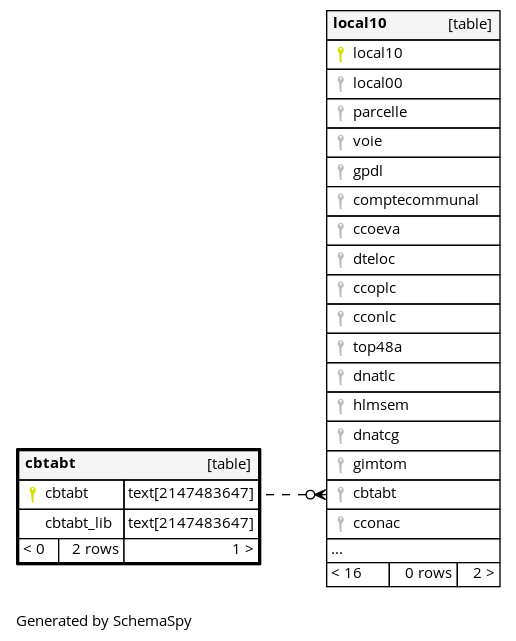 local10 [table]
local10
local00
parcelle
voie
gpdl
comptecommunal
ccoeva
dteloc
ccoplc
cconlc
top48a
dnatlc
hlmsem
dnatcg
gimtom
cbtabt
cconac
...
< 16 0 rows 2 >
cbtabt [table]
cbtabt text[2147483647]
cbtabt_lib text[2147483647]
< 0 2 rows 1 >
Generated by SchemaSpy